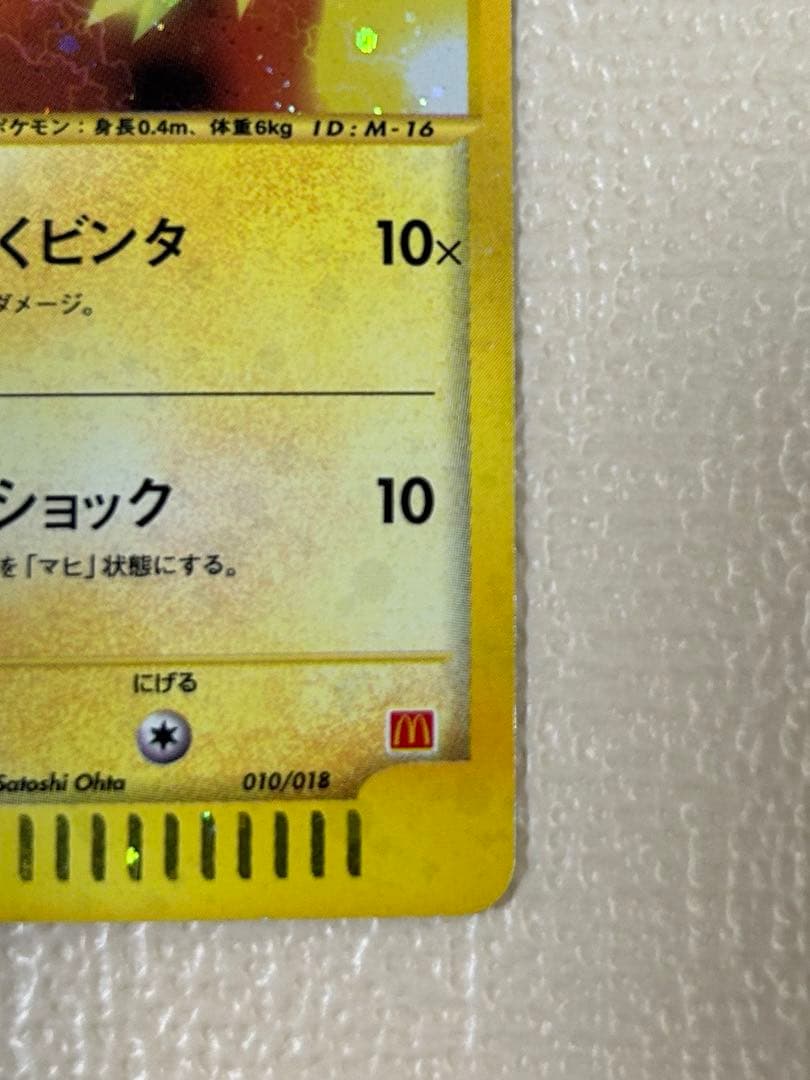 ポケモン：身長0.4m、体重6kg ID:M-16
くビンタ 10×
ダメージ。
ショック 10
を「マヒ」状態にする。
にげる
Satoshi Ohta 010/018